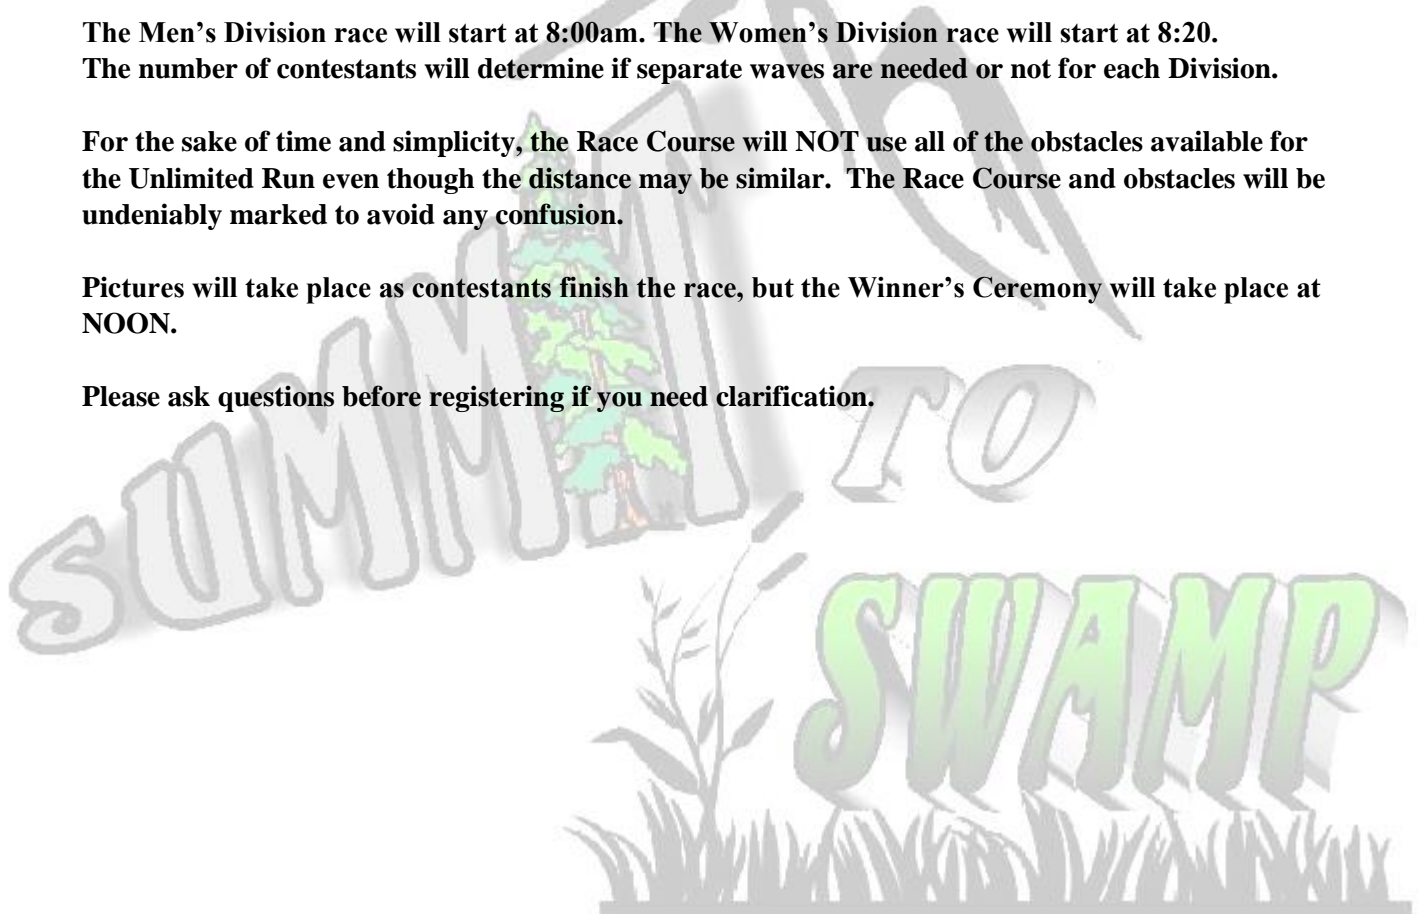 The Men’s Division race will start at 8:00am. The Women’s Division race will start at 8:20.
The number of contestants will determine if separate waves are needed or not for each Division.
For the sake of time and simplicity, the Race Course will NOT use all of the obstacles available for
the Unlimited Run even though the distance may be similar.  The Race Course and obstacles will be
undeniably marked to avoid any confusion.
Pictures will take place as contestants finish the race, but the Winner’s Ceremony will take place at
NOON.
Please ask questions before registering if you need clarification.
SUMMIT
TO
SWAMP